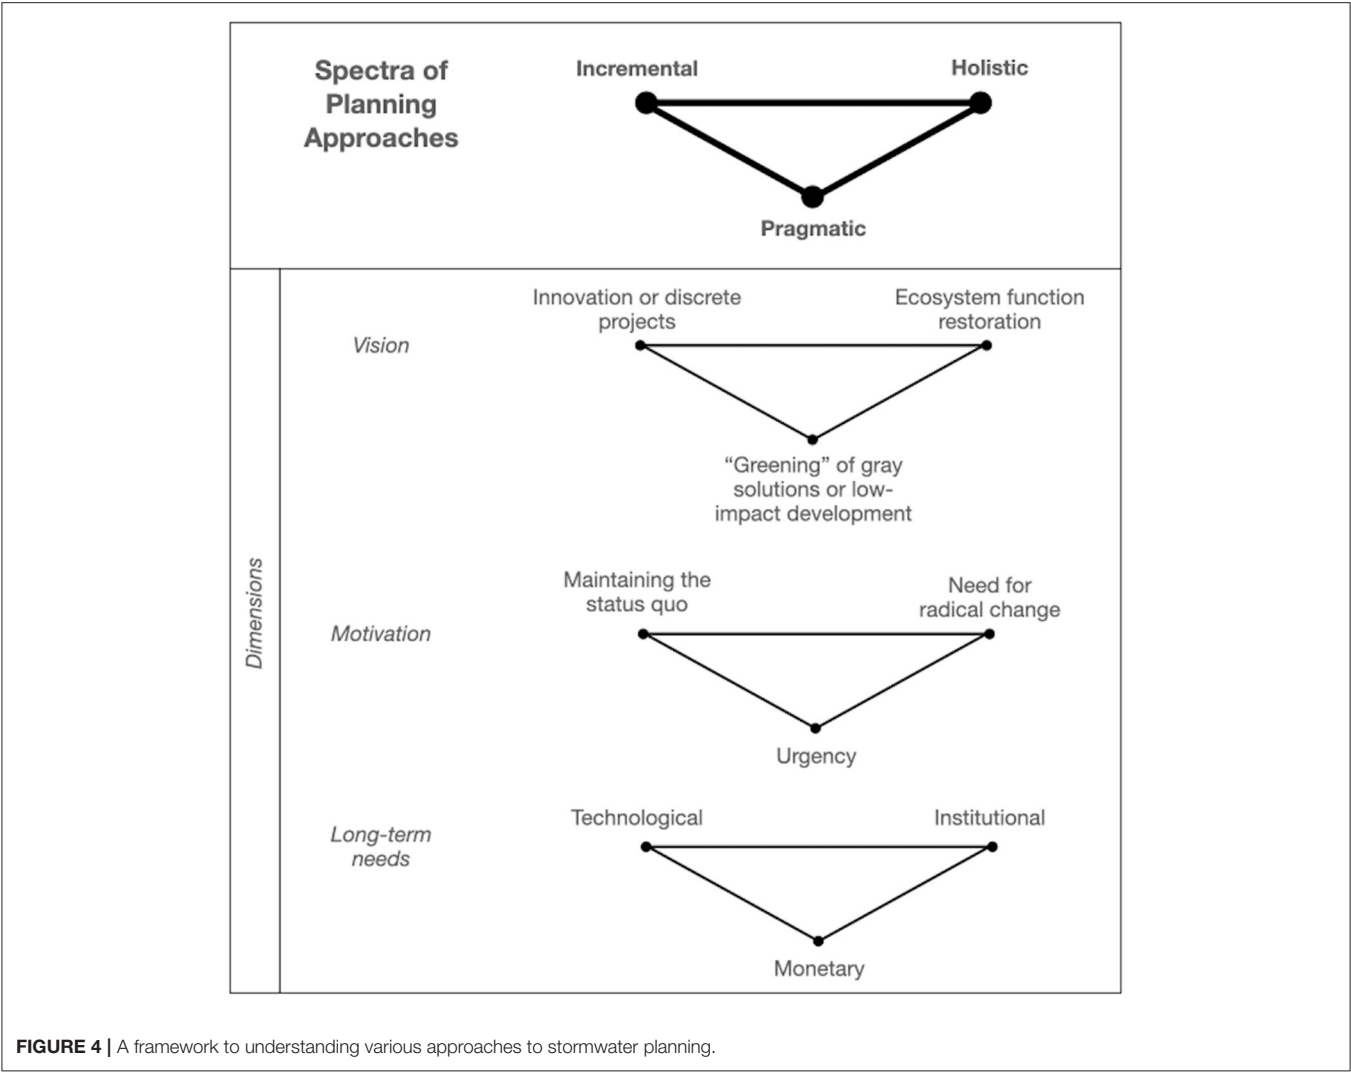 Spectra of
Planning
Approaches
Incremental
Holistic
Pragmatic
Dimensions
Vision
Innovation or discrete
projects
Ecosystem function
restoration
“Greening” of gray
solutions or low-
impact development
Motivation
Maintaining the
status quo
Need for
radical change
Urgency
Long-term
needs
Technological
Institutional
Monetary
FIGURE 4 | A framework to understanding various approaches to stormwater planning.